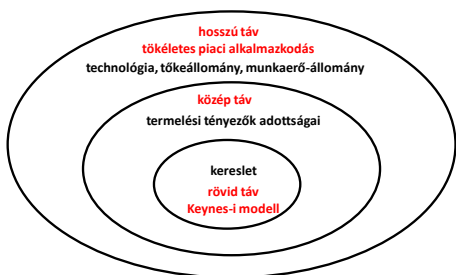 hosszú táv
tökéletes piaci alkalmazkodás
technológia, tőkeállomány, munkaerő-állomány
közép táv
termelési tényezők adottságai
kereslet
rövid táv
Keynes-i modell